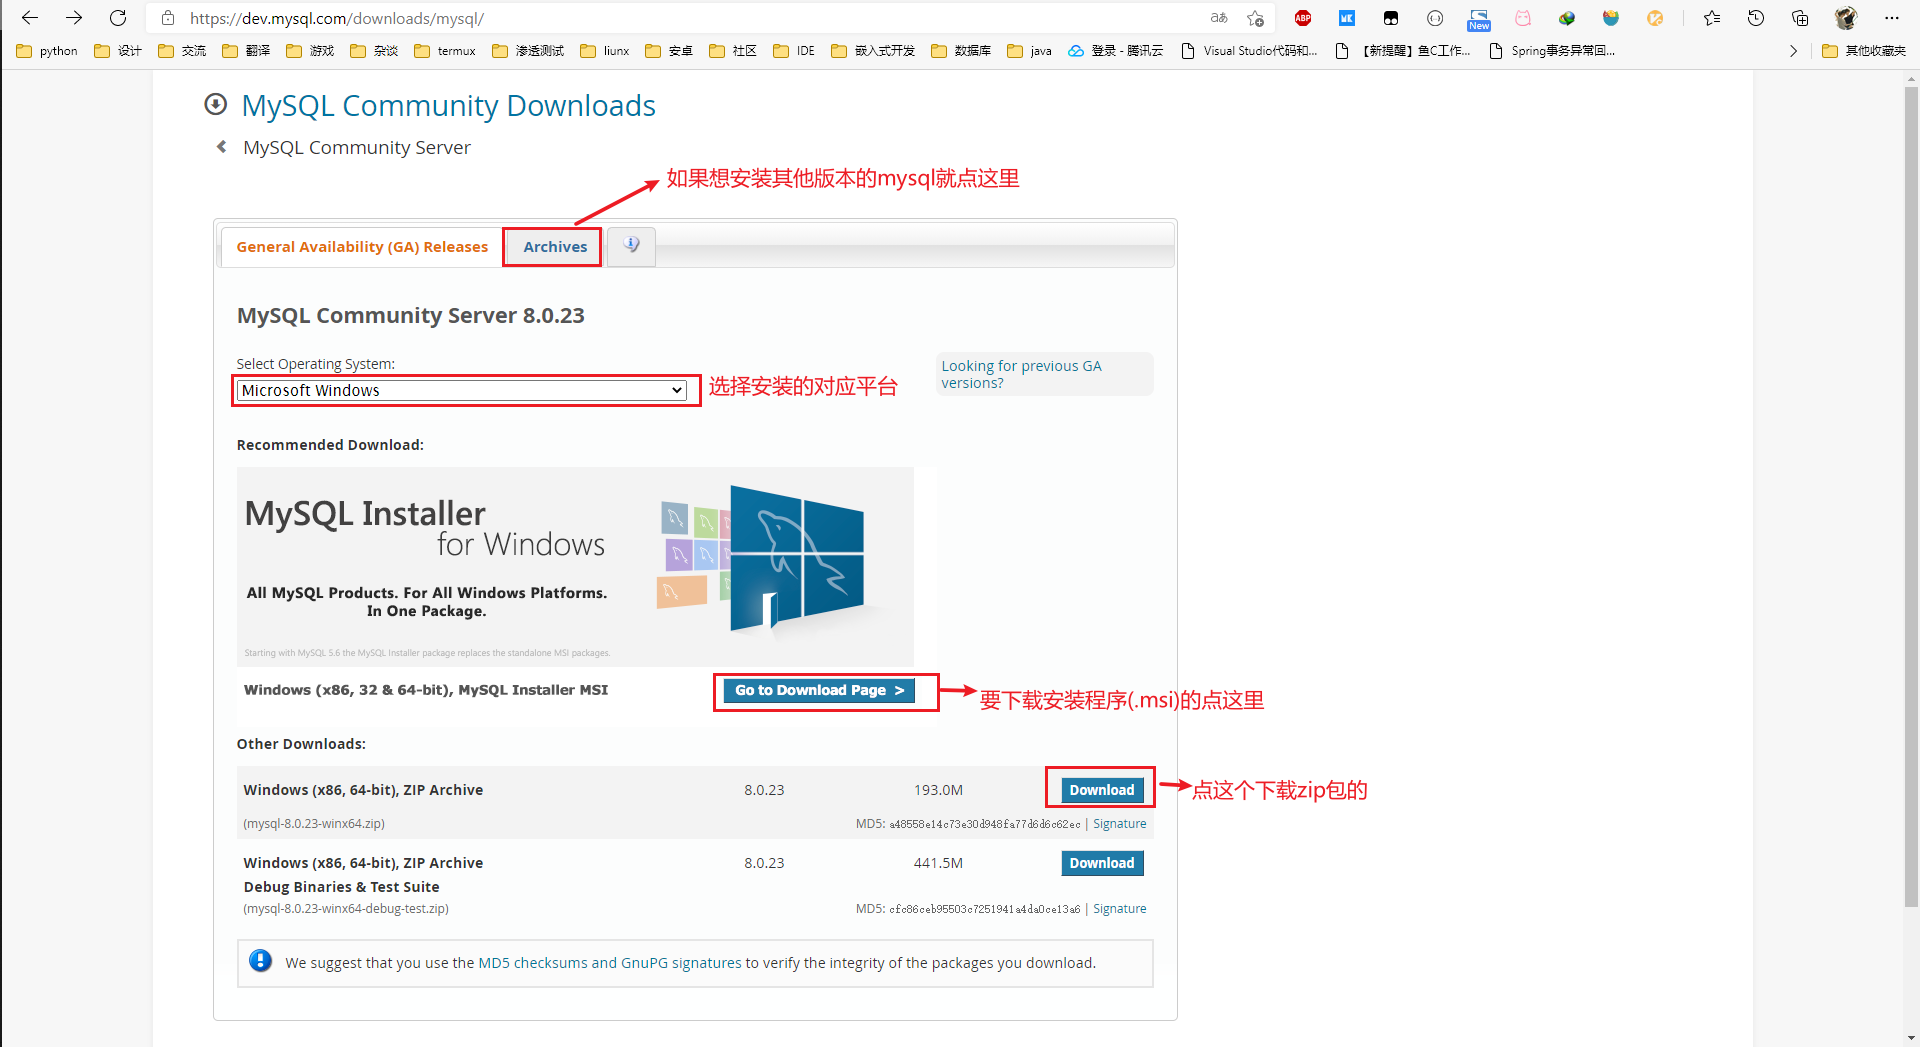 https://dev.mysql.com/downloads/mysql/
python 设计 交流 翻译 游戏 杂谈 termux 渗透测试 liunx 安卓 社区 IDE 嵌入式开发 数据库 java 登录 - 腾讯云 Visual Studio代码和... 【新提醒】鱼C工作... Spring事务异常回... 其他收藏夹
MySQL Community Downloads
MySQL Community Server
如果想安装其他版本的mysql就点这里
General Availability (GA) Releases Archives
MySQL Community Server 8.0.23
Select Operating System:
Looking for previous GA
versions?
Microsoft Windows 选择安装的对应平台
Recommended Download:
MySQL Installer
for Windows
All MySQL Products. For All Windows Platforms.
In One Package.
Starting with MySQL 5.6 the MySQL Installer package replaces the standalone MSI packages.
Windows (x86, 32 & 64-bit), MySQL Installer MSI Go to Download Page >
要下载安装程序(.msi)的点这里
Other Downloads:
Windows (x86, 64-bit), ZIP Archive 8.0.23 193.0M Download
点这个下载zip包的
(mysql-8.0.23-winx64.zip) MD5: a48558e14c73e30d948fa77d6d6c62ec | Signature
Windows (x86, 64-bit), ZIP Archive 8.0.23 441.5M Download
Debug Binaries & Test Suite
(mysql-8.0.23-winx64-debug-test.zip) MD5: cfc86ceb95503c7251941a4da0ce13a6 | Signature
We suggest that you use the MD5 checksums and GnuPG signatures to verify the integrity of the packages you download.